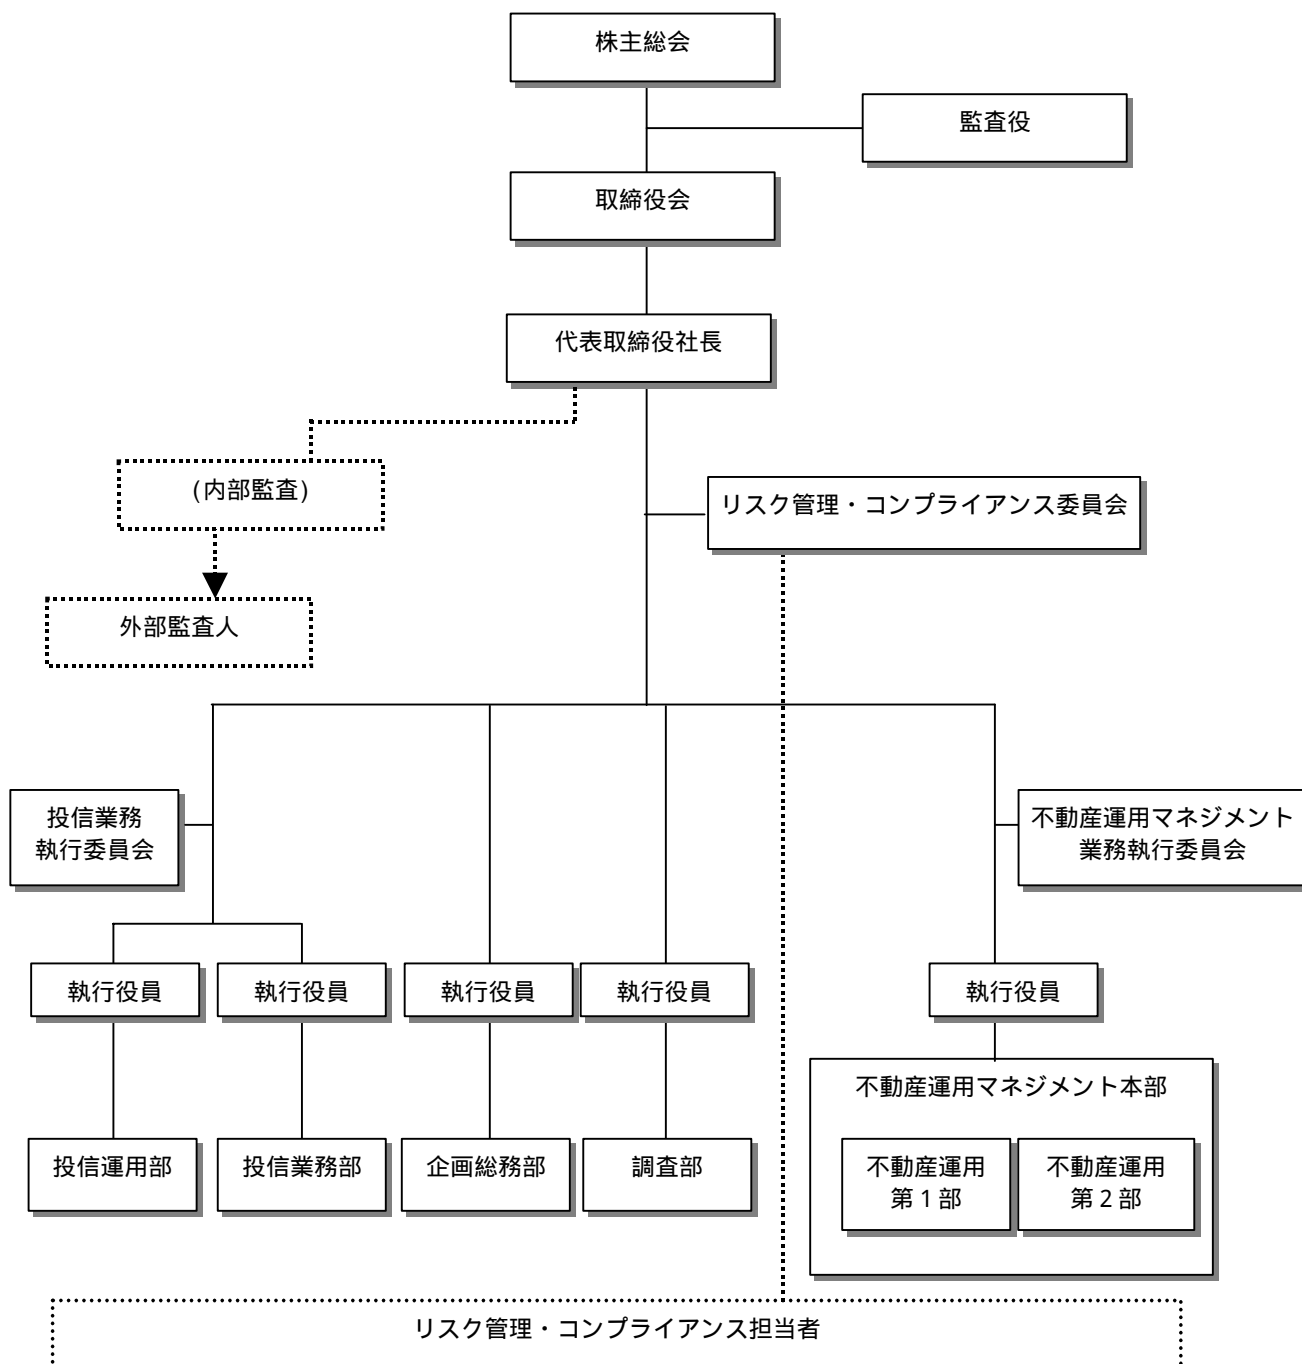 株主総会
監査役
取締役会
代表取締役社長
(内部監査)
リスク管理・コンプライアンス委員会
外部監査人
投信業務
執行委員会
不動産運用マネジメント
業務執行委員会
執行役員
執行役員
執行役員
執行役員
執行役員
不動産運用マネジメント本部
投信運用部
投信業務部
企画総務部
調査部
不動産運用
第1部
不動産運用
第2部
リスク管理・コンプライアンス担当者